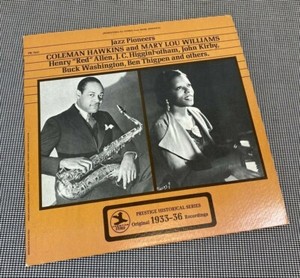 Jazz Pioneers
COLEMAN HAWKINS and MARY LOU WILLIAMS
Henry "Red" Allen, J.C. Higginbotham, John Kirby,
Buck Washington, Ben Thigpen and others.
PRESTIGE HISTORICAL SERIES
Original 1933-36 Recordings